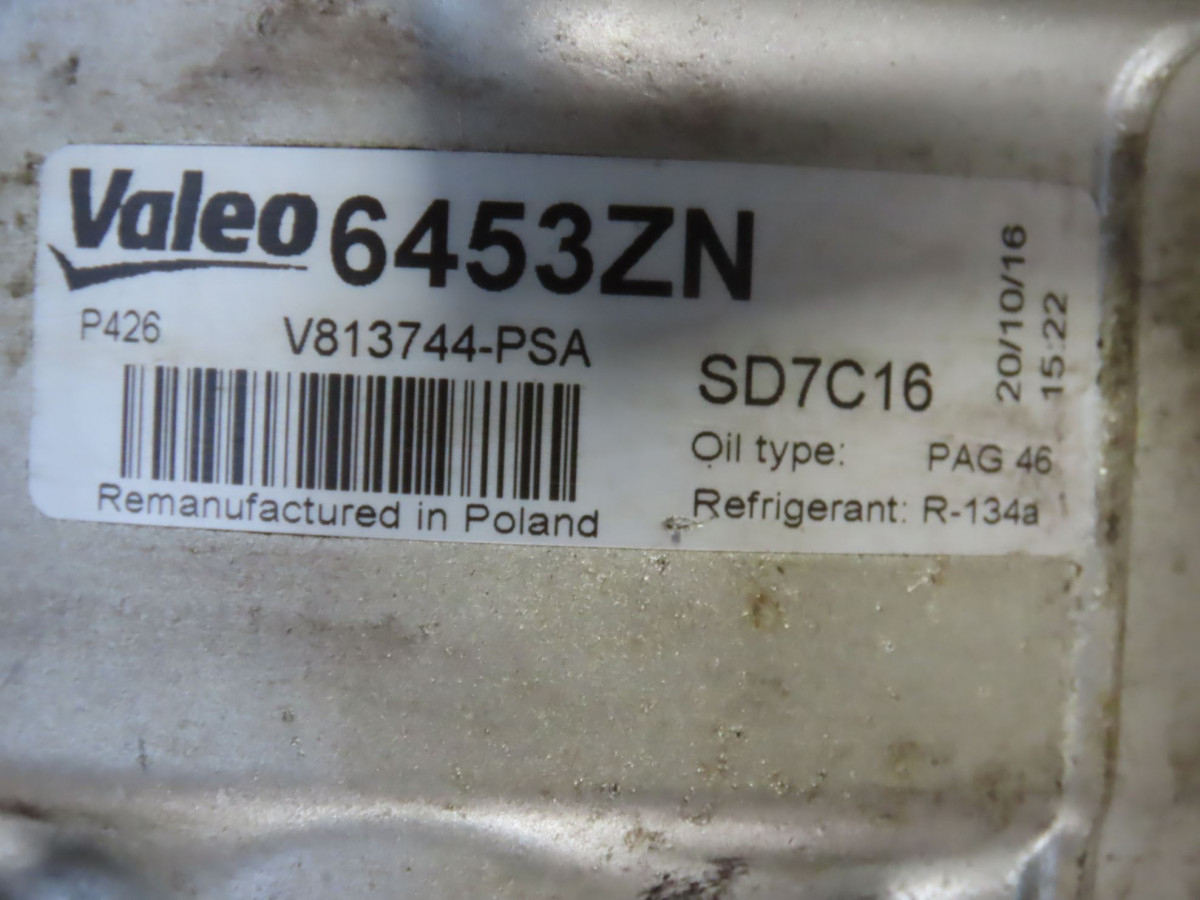 Valeo 6453ZN
P426 V813744-PSA
Remanufactured in Poland
SD7C16
Oil type: PAG 46
Refrigerant: R-134a
20/10/16
15:22